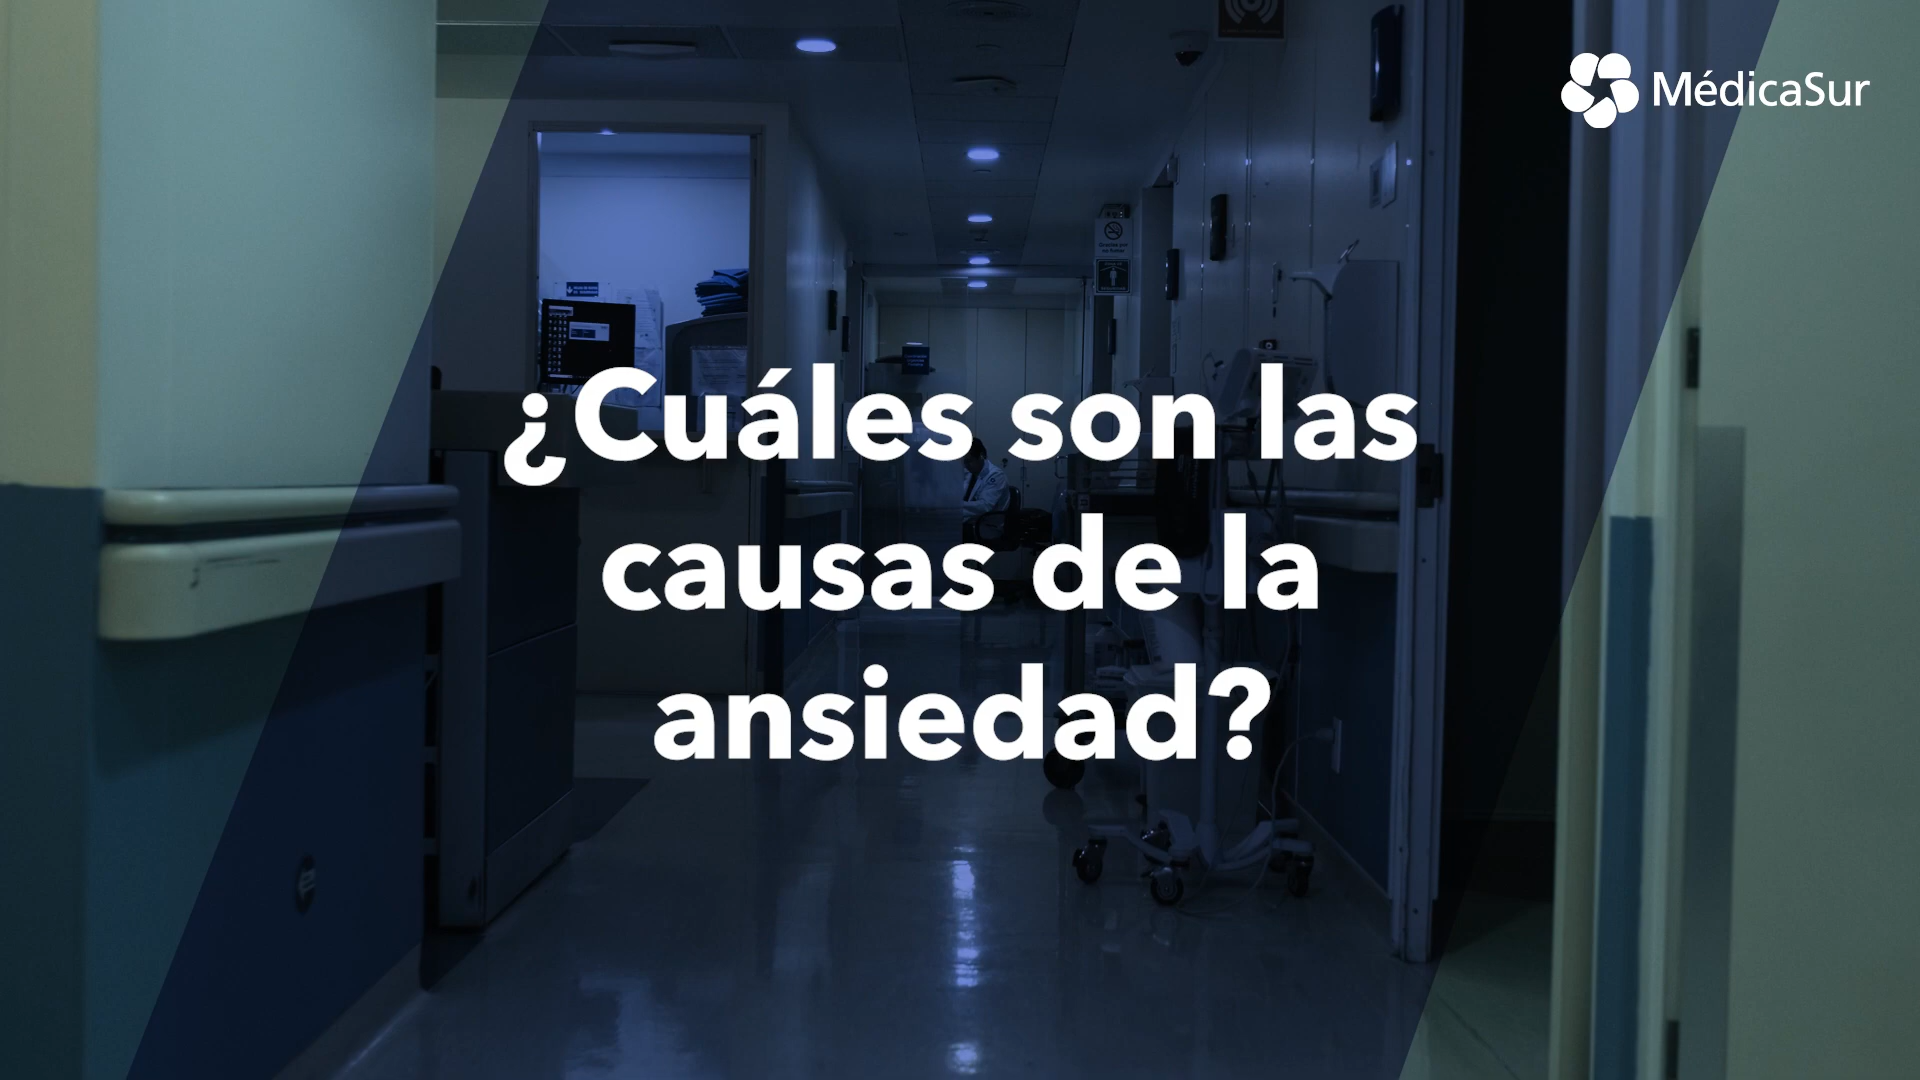 MédicaSur
¿Cuáles son las
causas de la
ansiedad?